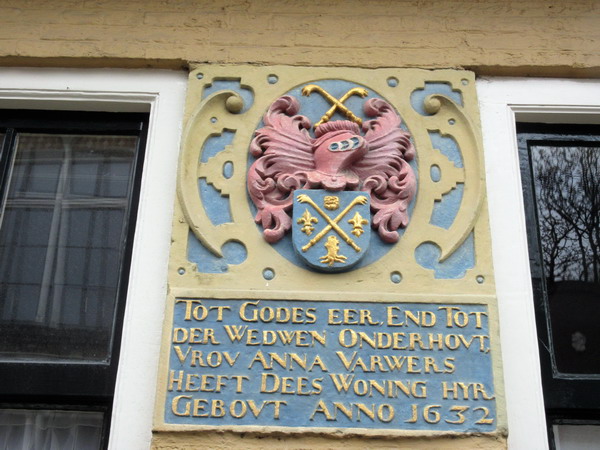 TOT GODES EER, END TOT
DER WEDWEN ONDERHOVT,
VROV ANNA VARWERS
HEEFT DEES WONING HYR
GEBOVT ANNO 1632